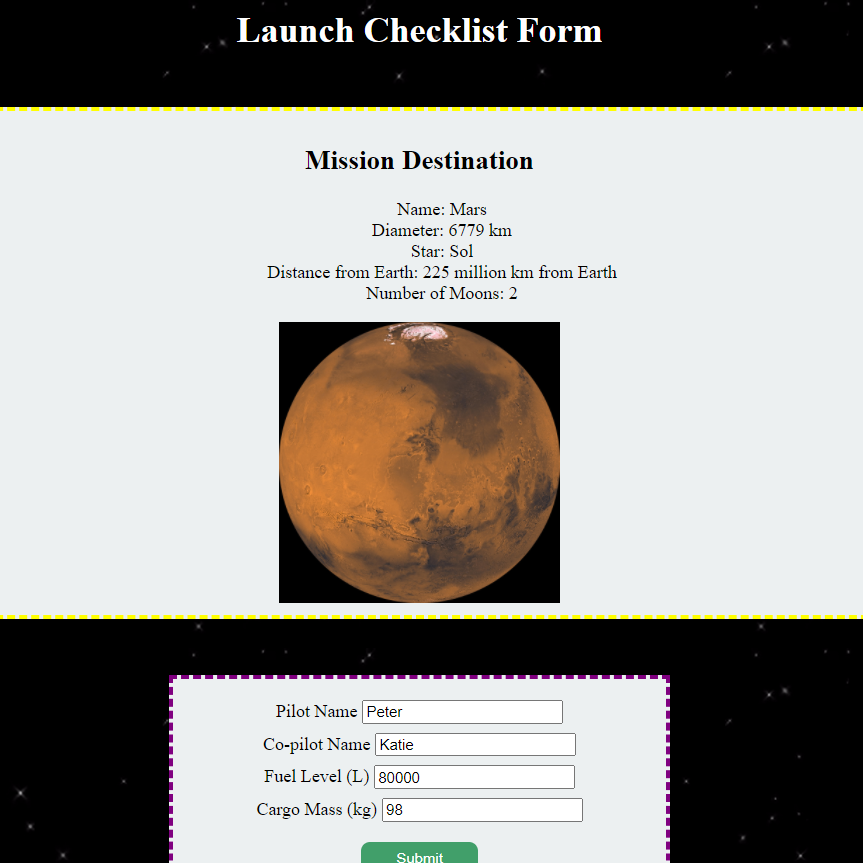 Launch Checklist Form
Mission Destination
Name: Mars
Diameter: 6779 km
Star: Sol
Distance from Earth: 225 million km from Earth
Number of Moons: 2
Pilot Name Peter
Co-pilot Name Katie
Fuel Level (L) 80000
Cargo Mass (kg) 98
Submit